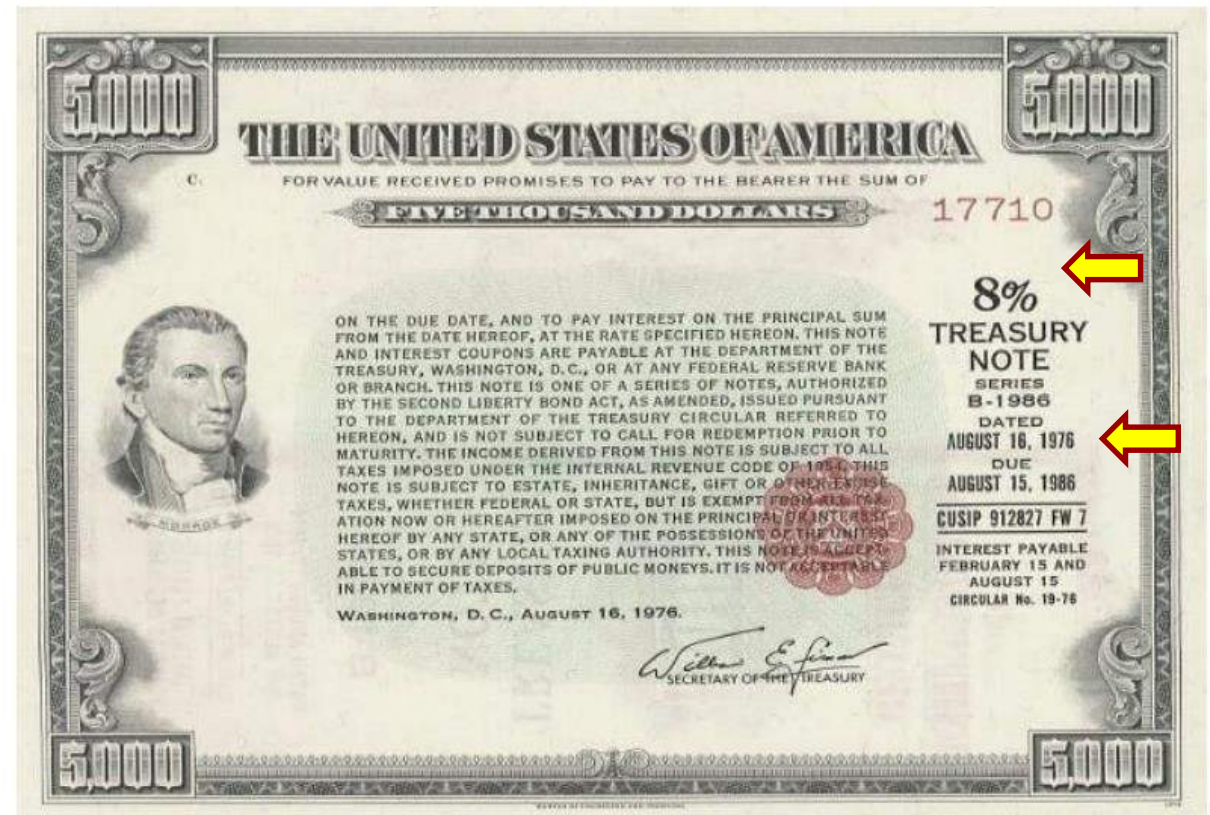 5,000
5,000
THE UNITED STATES OF AMERICA
C.
FOR VALUE RECEIVED PROMISES TO PAY TO THE BEARER THE SUM OF
FIVE THOUSAND DOLLARS
17710
8%
TREASURY
NOTE
SERIES
B-1986
DATED
AUGUST 16, 1976
DUE
AUGUST 15, 1986
CUSIP 912827 FW 7
INTEREST PAYABLE
FEBRUARY 15 AND
AUGUST 15
CIRCULAR No. 19-76
ON THE DUE DATE, AND TO PAY INTEREST ON THE PRINCIPAL SUM
FROM THE DATE HEREOF, AT THE RATE SPECIFIED HEREON. THIS NOTE
AND INTEREST COUPONS ARE PAYABLE AT THE DEPARTMENT OF THE
TREASURY, WASHINGTON, D.C., OR AT ANY FEDERAL RESERVE BANK
OR BRANCH. THIS NOTE IS ONE OF A SERIES OF NOTES, AUTHORIZED
BY THE SECOND LIBERTY BOND ACT, AS AMENDED, ISSUED PURSUANT
TO THE DEPARTMENT OF THE TREASURY CIRCULAR REFERRED TO
HEREON, AND IS NOT SUBJECT TO CALL FOR REDEMPTION PRIOR TO
MATURITY. THE INCOME DERIVED FROM THIS NOTE IS SUBJECT TO ALL
TAXES IMPOSED UNDER THE INTERNAL REVENUE CODE OF 1954. THIS
NOTE IS SUBJECT TO ESTATE, INHERITANCE, GIFT OR OTHER EXCISE
TAXES, WHETHER FEDERAL OR STATE, BUT IS EXEMPT FROM ALL TAX-
ATION NOW OR HEREAFTER IMPOSED ON THE PRINCIPAL OR INTEREST
HEREOF BY ANY STATE, OR ANY OF THE POSSESSIONS OF THE UNITED
STATES, OR BY ANY LOCAL TAXING AUTHORITY. THIS NOTE IS ACCEPT-
ABLE TO SECURE DEPOSITS OF PUBLIC MONEYS. IT IS NOT ACCEPTABLE
IN PAYMENT OF TAXES.
WASHINGTON, D. C., AUGUST 16, 1976.
MONROE
William E. Simon
SECRETARY OF THE TREASURY
5,000
5,000